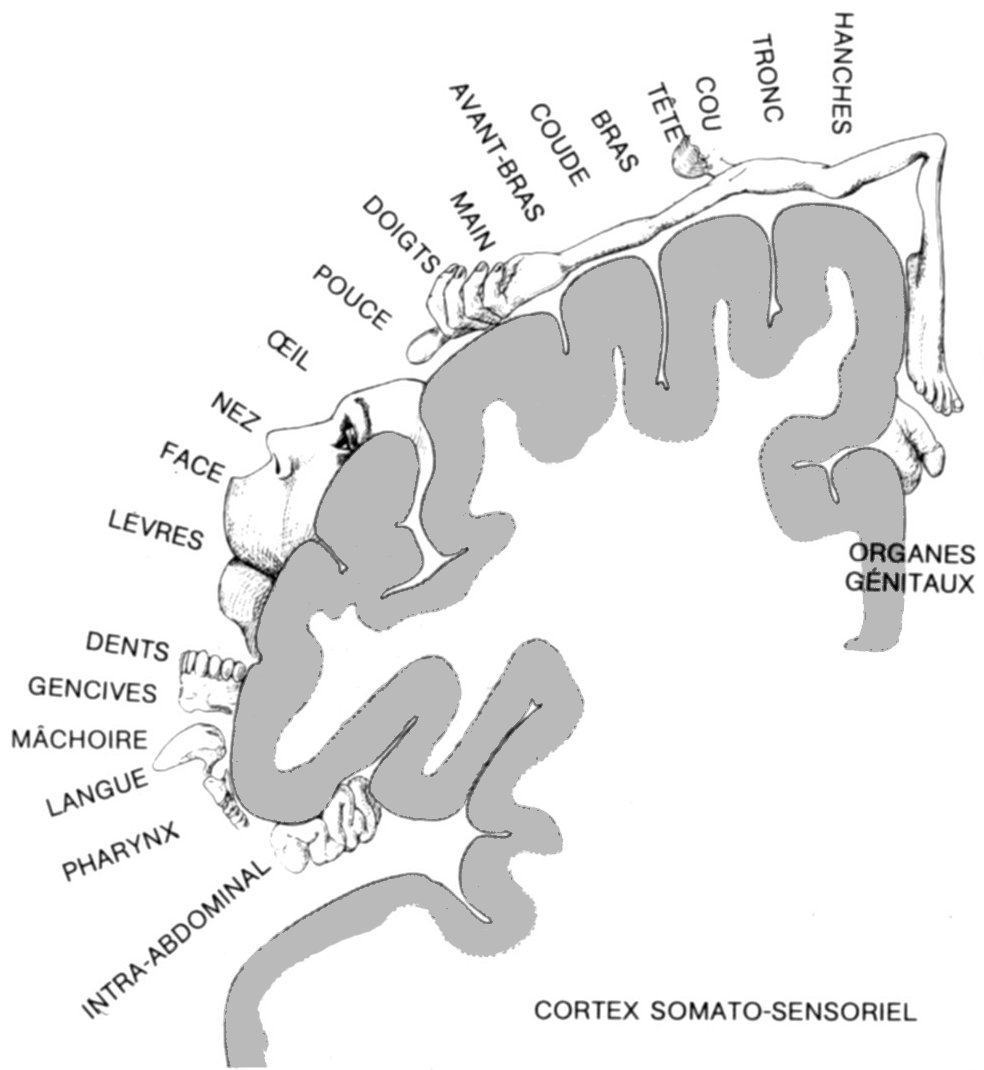 HANCHES
TRONC
COU
TÊTE
BRAS
COUDE
AVANT-BRAS
MAIN
DOIGTS
POUCE
ŒIL
NEZ
FACE
LÈVRES
DENTS
GENCIVES
MÂCHOIRE
LANGUE
PHARYNX
INTRA-ABDOMINAL
ORGANES
GÉNITAUX
CORTEX SOMATO-SENSORIEL